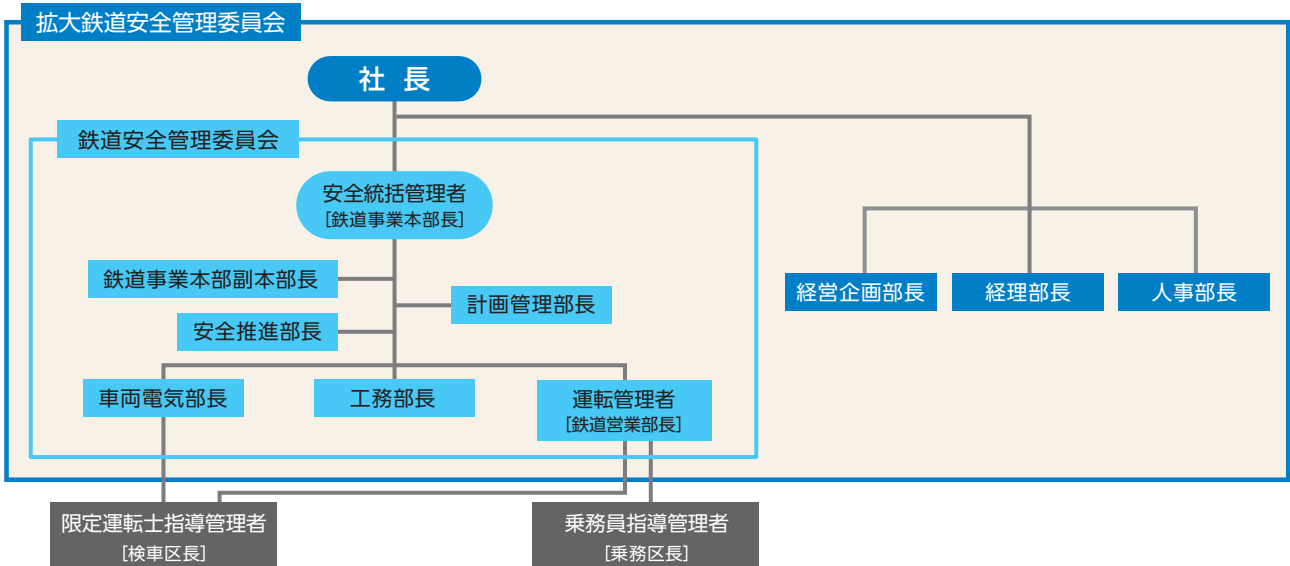 拡大鉄道安全管理委員会
社 長
鉄道安全管理委員会
安全統括管理者
[鉄道事業本部長]
鉄道事業本部副本部長
計画管理部長
安全推進部長
経営企画部長
経理部長
人事部長
車両電気部長
工務部長
運転管理者
[鉄道営業部長]
限定運転士指導管理者
[検車区長]
乗務員指導管理者
[乗務区長]